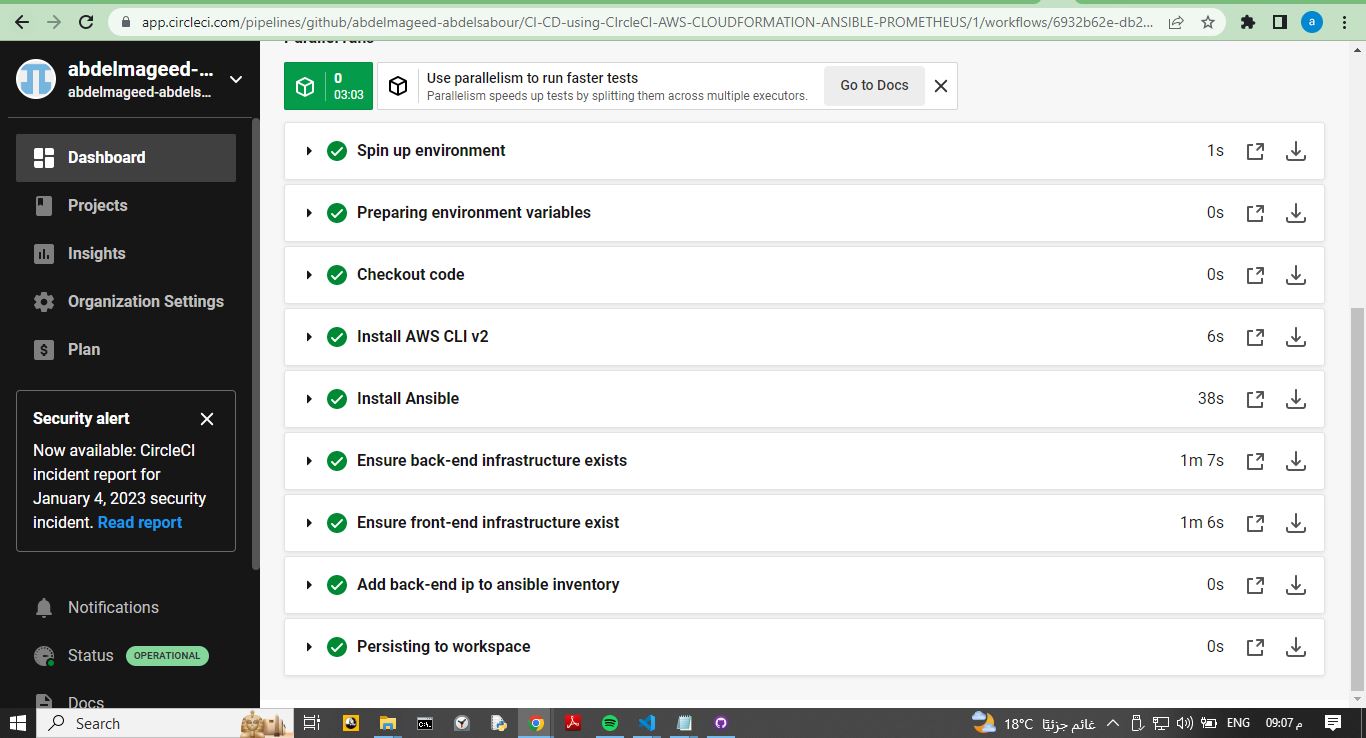 app.circleci.com/pipelines/github/abdelmageed-abdelsabour/CI-CD-using-CIrcleCI-AWS-CLOUDFORMATION-ANSIBLE-PROMETHEUS/1/workflows/6932b62e-db2...
a
abdelmageed-...
abdelmageed-abdels...
Dashboard
Projects
Insights
Organization Settings
Plan
Security alert
Now available: CircleCI
incident report for
January 4, 2023 security
incident. Read report
Notifications
Status OPERATIONAL
Docs
Parallel runs
0
03:03
Use parallelism to run faster tests
Parallelism speeds up tests by splitting them across multiple executors.
Go to Docs
Spin up environment 1s
Preparing environment variables 0s
Checkout code 0s
Install AWS CLI v2 6s
Install Ansible 38s
Ensure back-end infrastructure exists 1m 7s
Ensure front-end infrastructure exist 1m 6s
Add back-end ip to ansible inventory 0s
Persisting to workspace 0s
Search
18°C غائم جزئيًا
ENG
09:07 م